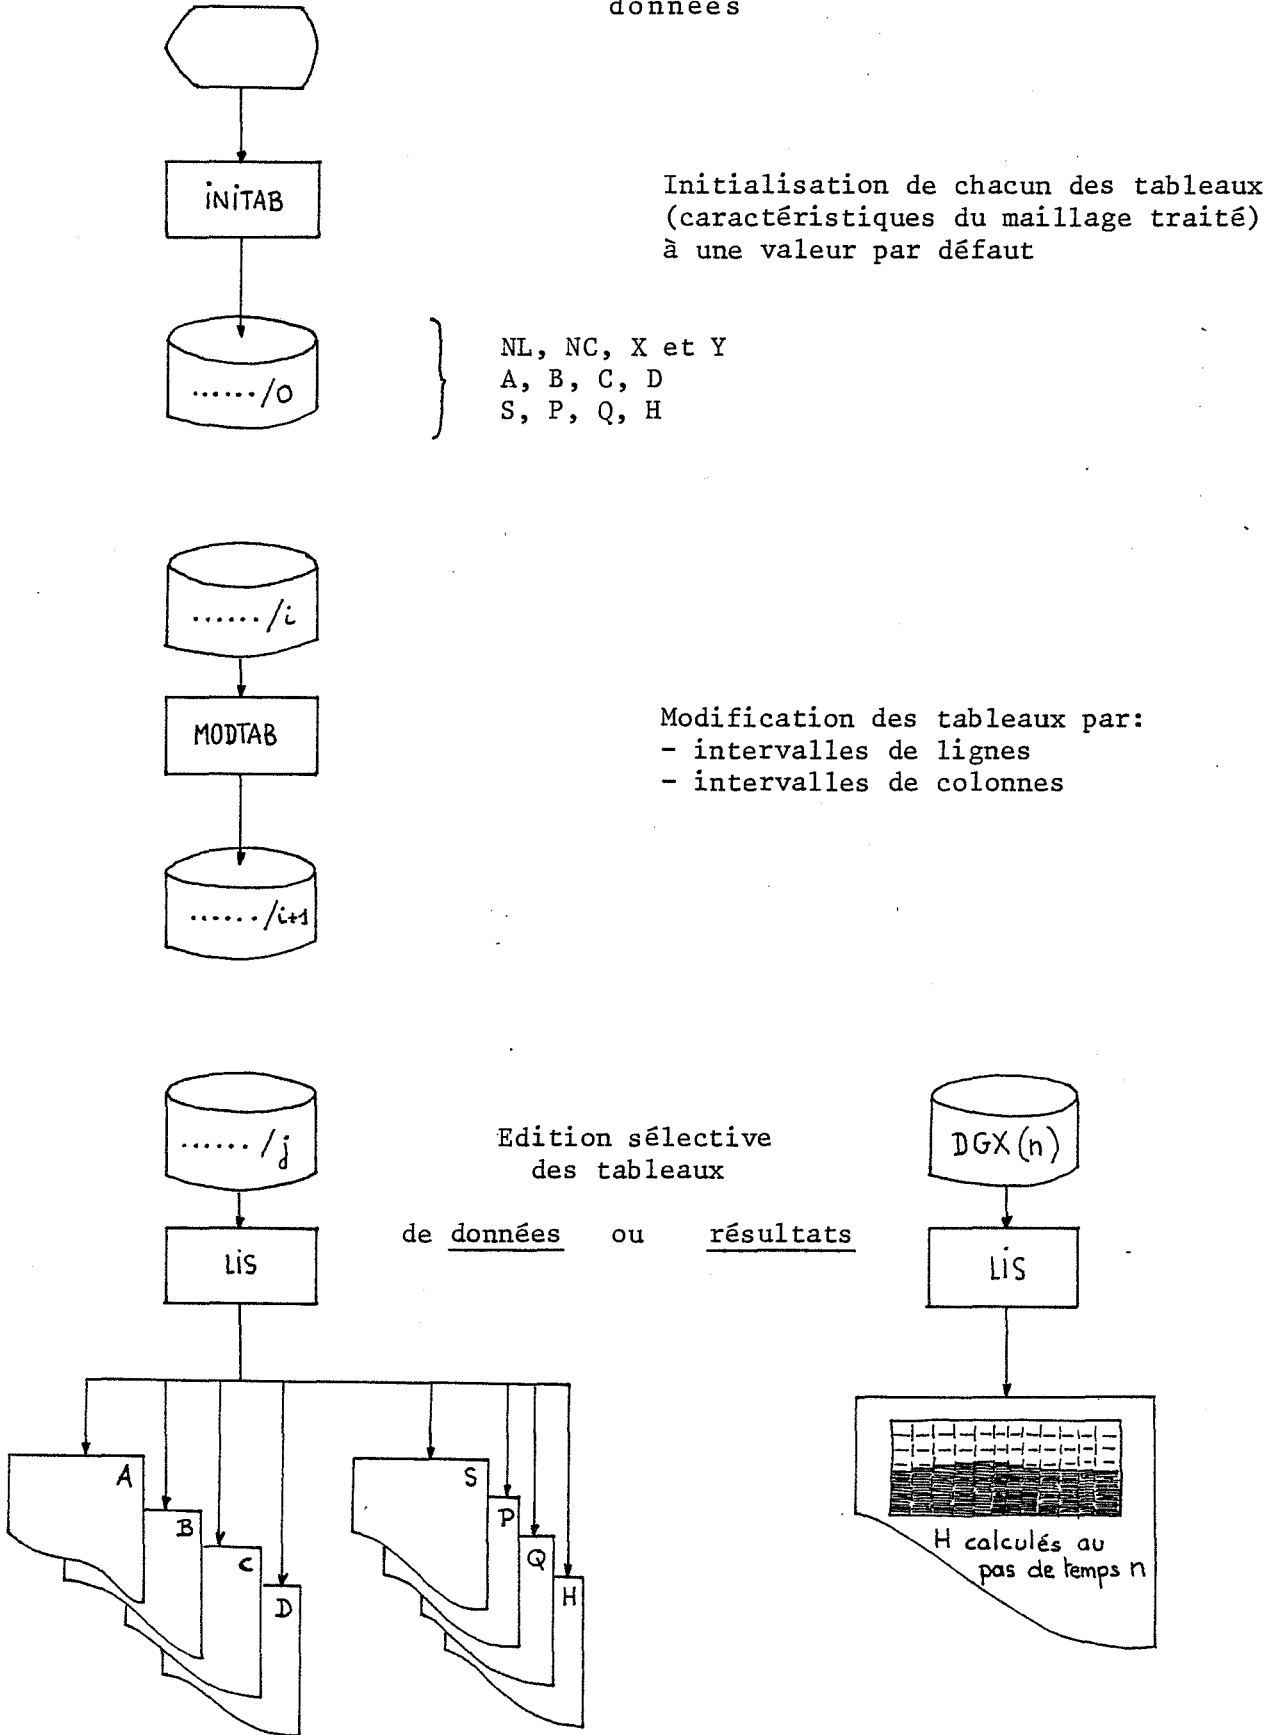 données
INITAB
Initialisation de chacun des tableaux
(caractéristiques du maillage traité)
à une valeur par défaut
....../0
NL, NC, X et Y
A, B, C, D
S, P, Q, H
....../i
MODTAB
Modification des tableaux par:
- intervalles de lignes
- intervalles de colonnes
....../i+1
....../j
Edition sélective
des tableaux
de données ou résultats
DGX(n)
LIS
LIS
A
B
C
D
S
P
Q
H
H calculés au
pas de temps n